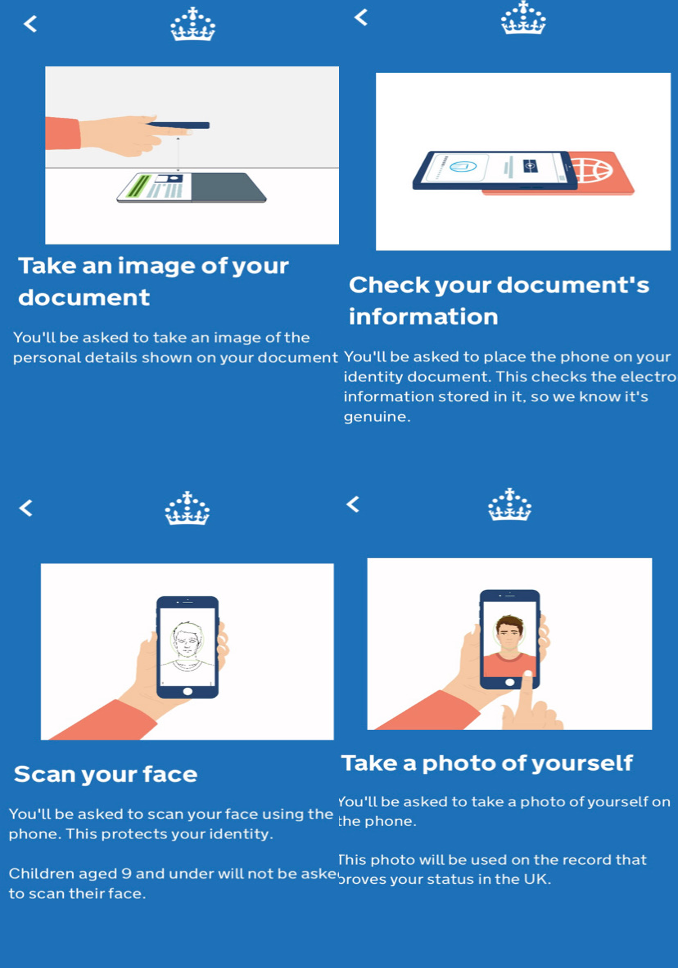 Take an image of your
document
You'll be asked to take an image of the
personal details shown on your document
Check your document's
information
You'll be asked to place the phone on your
identity document. This checks the electro
information stored in it, so we know it's
genuine.
Scan your face
You'll be asked to scan your face using the
phone. This protects your identity.
Children aged 9 and under will not be aske
to scan their face.
Take a photo of yourself
You'll be asked to take a photo of yourself on
the phone.
This photo will be used on the record that
proves your status in the UK.